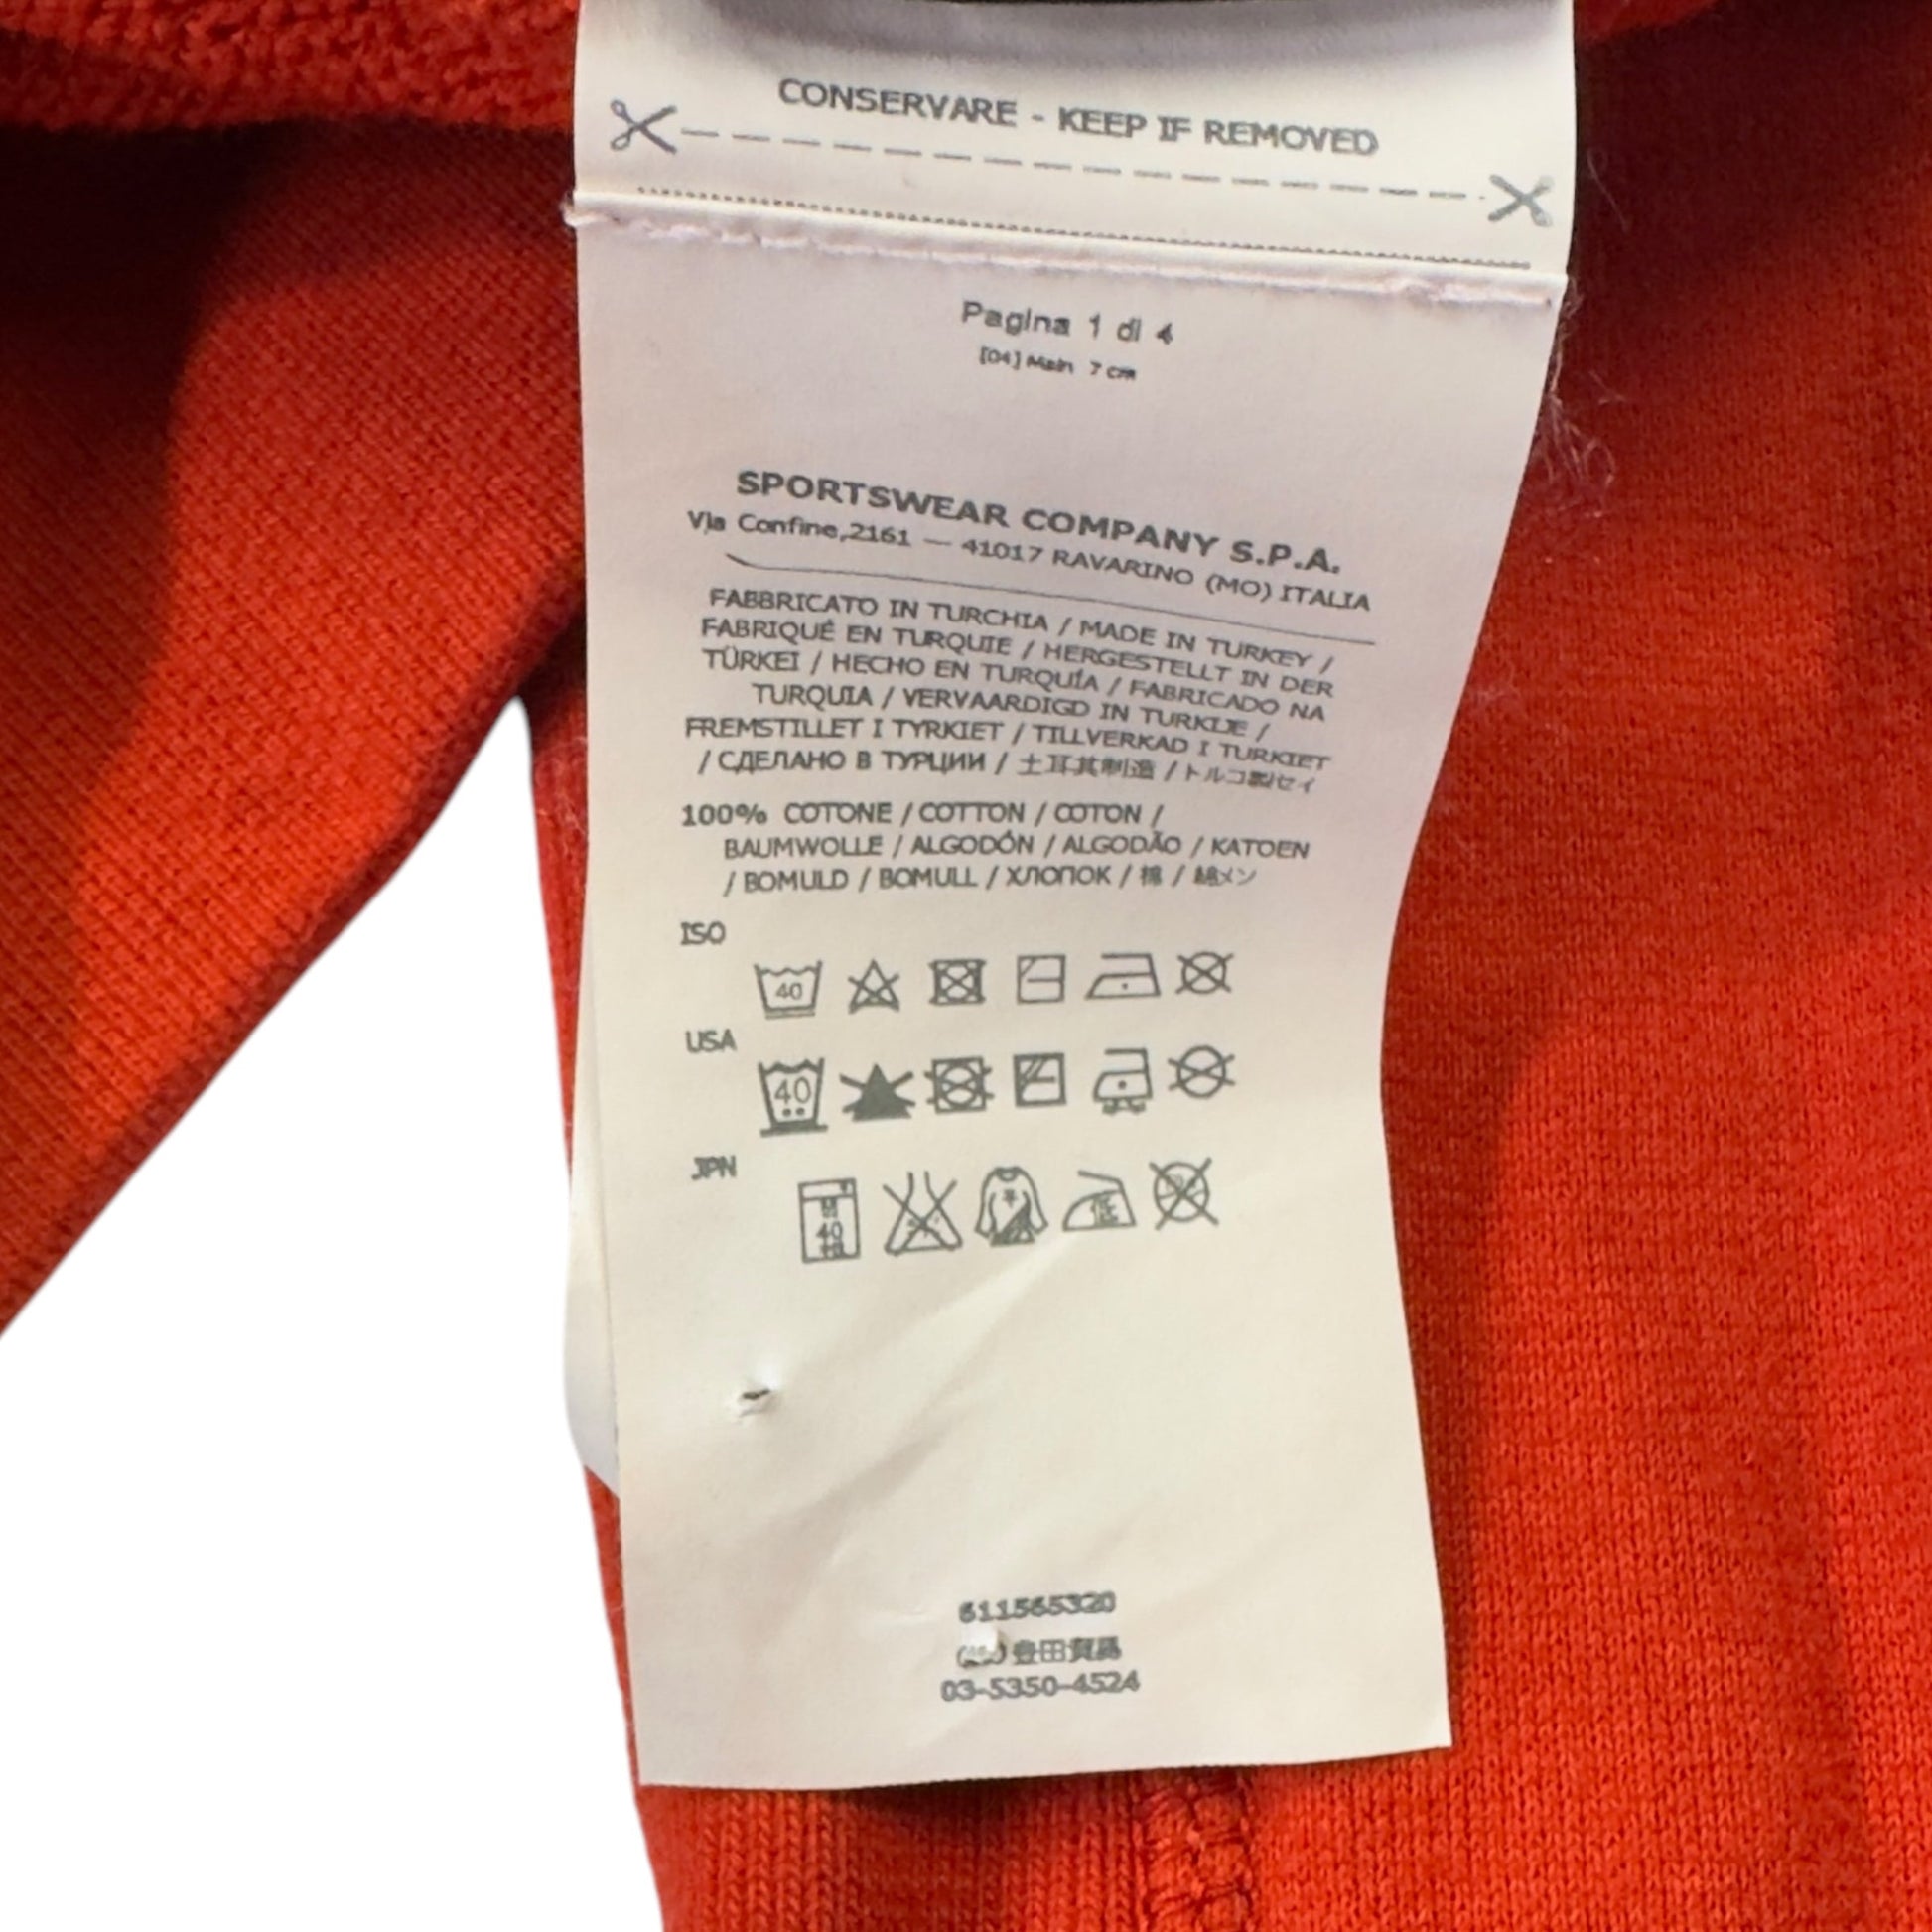 CONSERVARE - KEEP IF REMOVED
Pagina 1 di 4
[04] Main 7 cm
SPORTSWEAR COMPANY S.P.A.
Via Confine,2161 — 41017 RAVARINO (MO) ITALIA
FABBRICATO IN TURCHIA / MADE IN TURKEY /
FABRIQUÉ EN TURQUIE / HERGESTELLT IN DER
TÜRKEI / HECHO EN TURQUÍA / FABRICADO NA
TURQUIA / VERVAARDIGD IN TURKIJE /
FREMSTILLET I TYRKIET / TILLVERKAD I TURKIET
/ СДЕЛАНО В ТУРЦИИ / 土耳其制造 / トルコ製セイ
100% COTONE / COTTON / COTON /
BAUMWOLLE / ALGODÓN / ALGODÃO / KATOEN
/ BOMULD / BOMULL / ХЛОПОК / 棉 / 綿メン
ISO
40
USA
40
JPN
40
低
611565320
豊田貿易
03-5350-4524